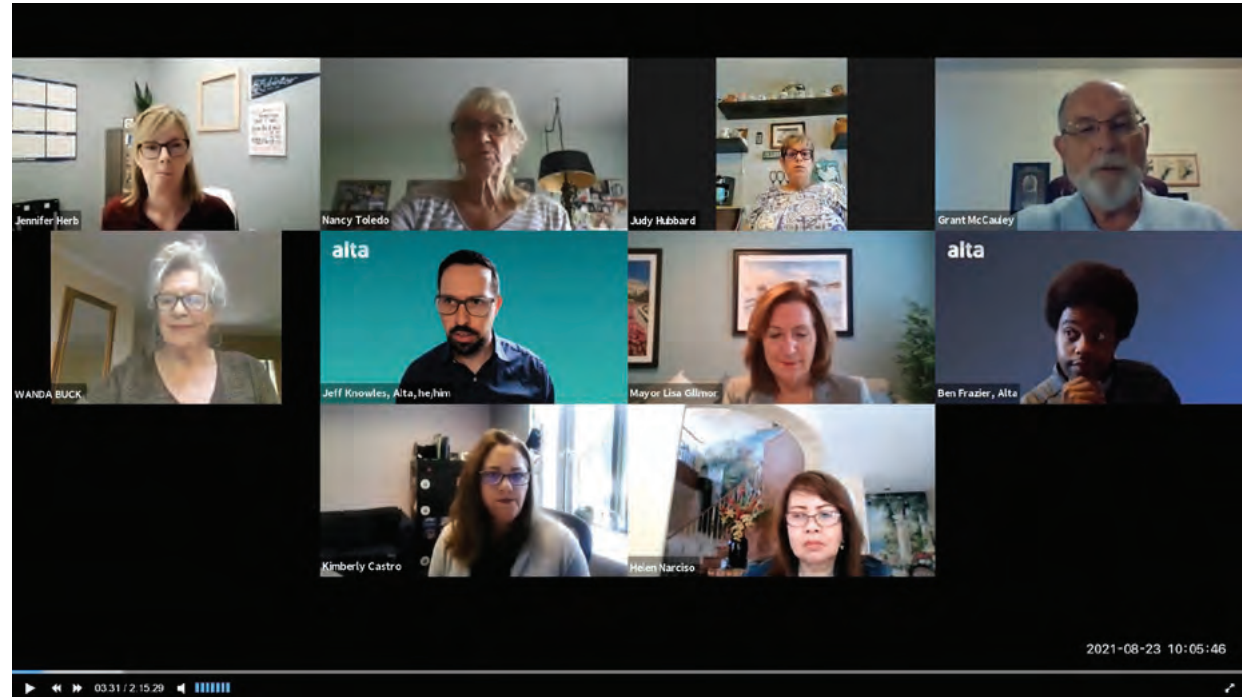 Jennifer Herb
Nancy Toledo
Judy Hubbard
Grant McCauley
WANDA BUCK
alta
Jeff Knowles, Alta, he/him
Mayor Lisa Gillmor
alta
Ben Frazier, Alta
Kimberly Castro
Helen Narciso
2021-08-23 10:05:46
03.31 / 2.15.29